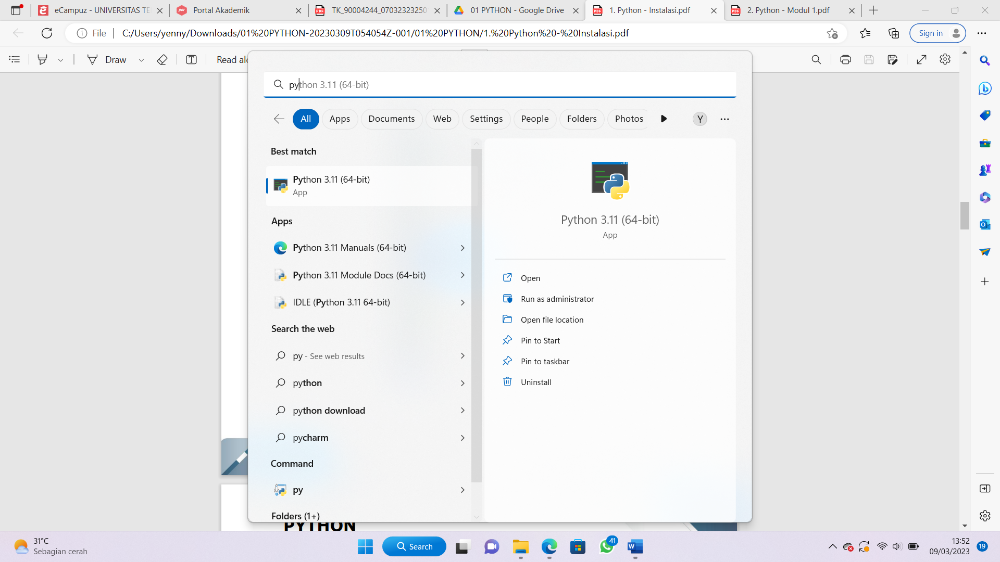 eCampuz - UNIVERSITAS TE
Portal Akademik
TK_90004244_07032323250
01 PYTHON - Google Drive
1. Python - Instalasi.pdf
2. Python - Modul 1.pdf
File
C:/Users/yenny/Downloads/01%20PYTHON-20230309T054054Z-001/01%20PYTHON/1.%20Python%20-%20Instalasi.pdf
Sign in
Draw
Read alo
python 3.11 (64-bit)
All
Apps
Documents
Web
Settings
People
Folders
Photos
Y
Best match
Python 3.11 (64-bit)
App
Apps
Python 3.11 Manuals (64-bit)
Python 3.11 Module Docs (64-bit)
IDLE (Python 3.11 64-bit)
Search the web
py - See web results
python
python download
pycharm
Command
py
Folders (1+)
Python 3.11 (64-bit)
App
Open
Run as administrator
Open file location
Pin to Start
Pin to taskbar
Uninstall
PYTHON
31°C
Sebagian cerah
Search
41
13:52
09/03/2023
19